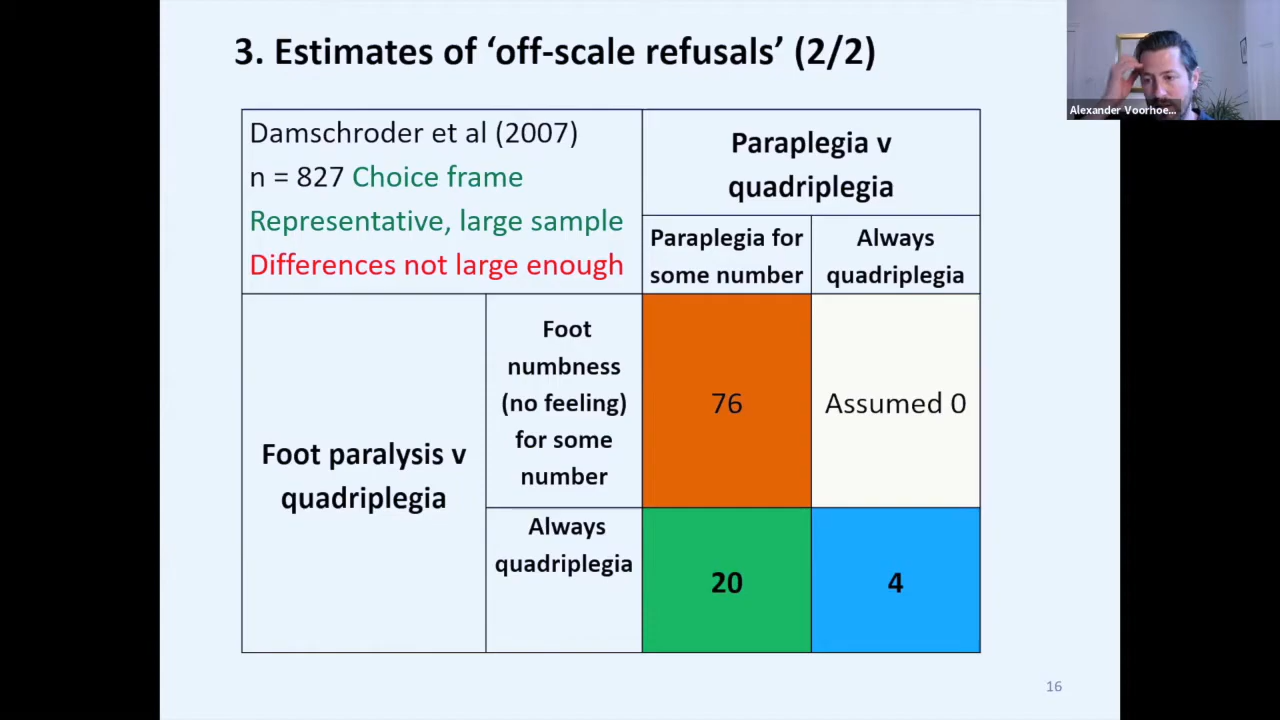 3. Estimates of ‘off-scale refusals’ (2/2)
Alexander Voorhoe...
Damschroder et al (2007)
n = 827 Choice frame
Representative, large sample
Differences not large enough
Paraplegia v
quadriplegia
Paraplegia for
some number
Always
quadriplegia
Foot paralysis v
quadriplegia
Foot
numbness
(no feeling)
for some
number
76
Assumed 0
Always
quadriplegia
20
4
16